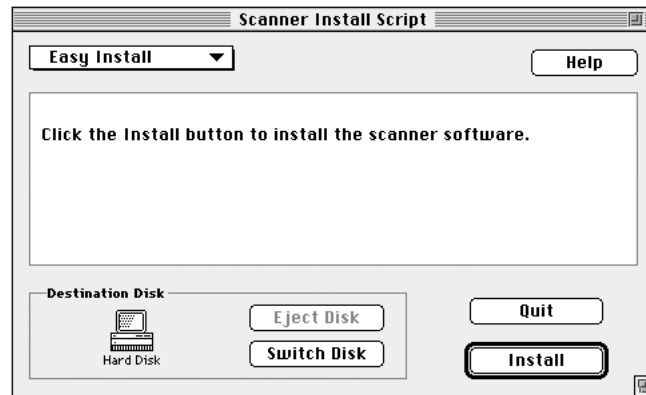 Scanner Install Script
Easy Install
Help
Click the Install button to install the scanner software.
Destination Disk
Hard Disk
Eject Disk
Switch Disk
Quit
Install